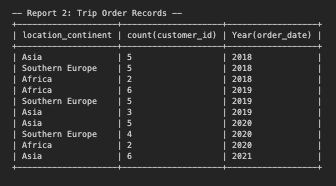 -- Report 2: Trip Order Records --
+--------------------+--------------------+------------------+
| location_continent | count(customer_id) | Year(order_date) |
+--------------------+--------------------+------------------+
| Asia | 5 | 2018 |
| Southern Europe | 5 | 2018 |
| Africa | 2 | 2018 |
| Africa | 6 | 2019 |
| Southern Europe | 5 | 2019 |
| Asia | 3 | 2019 |
| Asia | 5 | 2020 |
| Southern Europe | 4 | 2020 |
| Africa | 2 | 2020 |
| Asia | 6 | 2021 |
+--------------------+--------------------+------------------+